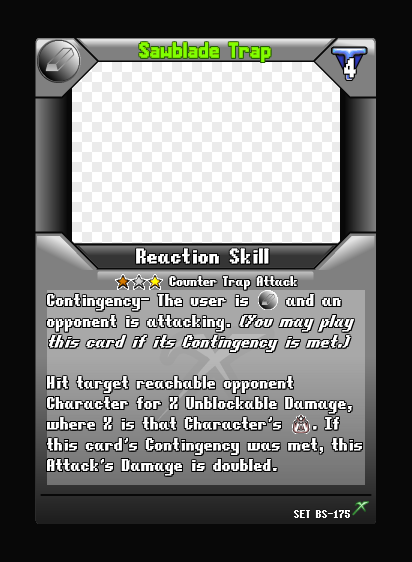 Sawblade Trap
4
Reaction Skill
Counter Trap Attack
Contingency- The user is and an
opponent is attacking. (You may play
this card if its Contingency is met.)
Hit target reachable opponent
Character for X Unblockable Damage,
where X is that Character's . If
this card's Contingency was met, this
Attack's Damage is doubled.
SET BS-175